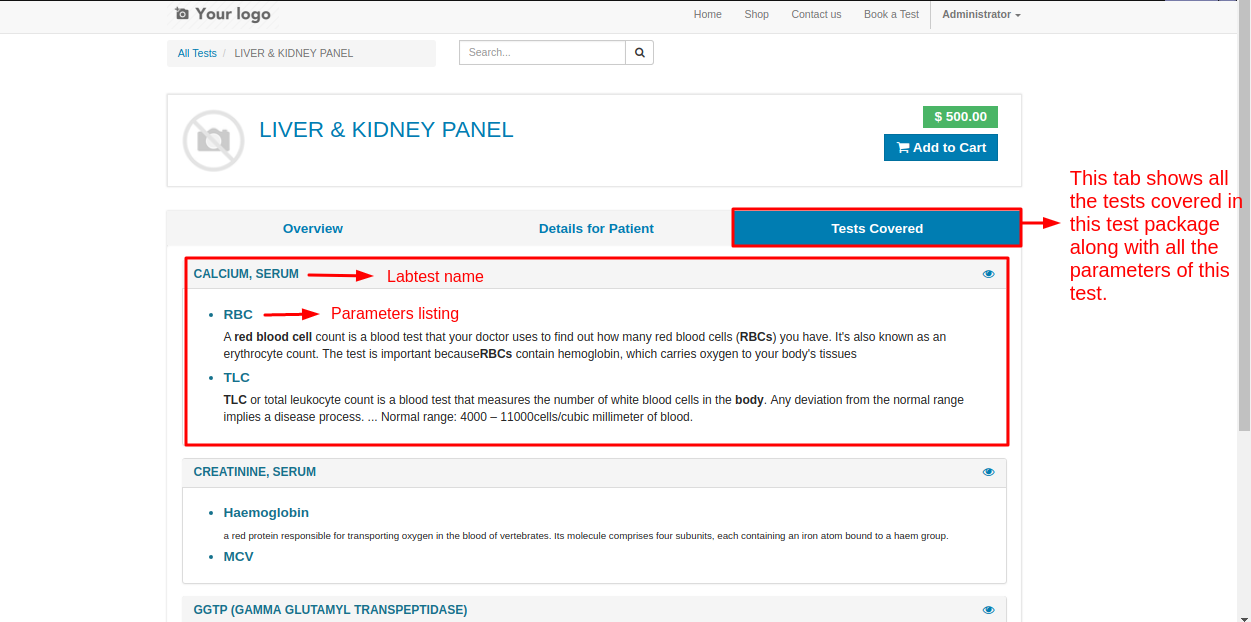 Your logo
Home Shop Contact us Book a Test Administrator
All Tests / LIVER & KIDNEY PANEL
Search...
LIVER & KIDNEY PANEL
$ 500.00
Add to Cart
Overview
Details for Patient
Tests Covered
This tab shows all
the tests covered in
this test package
along with all the
parameters of this
test.
CALCIUM, SERUM
Labtest name
RBC
Parameters listing
A red blood cell count is a blood test that your doctor uses to find out how many red blood cells (RBCs) you have. It's also known as an
erythrocyte count. The test is important becauseRBCs contain hemoglobin, which carries oxygen to your body's tissues
TLC
TLC or total leukocyte count is a blood test that measures the number of white blood cells in the body. Any deviation from the normal range
implies a disease process. ... Normal range: 4000 – 11000cells/cubic millimeter of blood.
CREATININE, SERUM
Haemoglobin
a red protein responsible for transporting oxygen in the blood of vertebrates. Its molecule comprises four subunits, each containing an iron atom bound to a haem group.
MCV
GGTP (GAMMA GLUTAMYL TRANSPEPTIDASE)